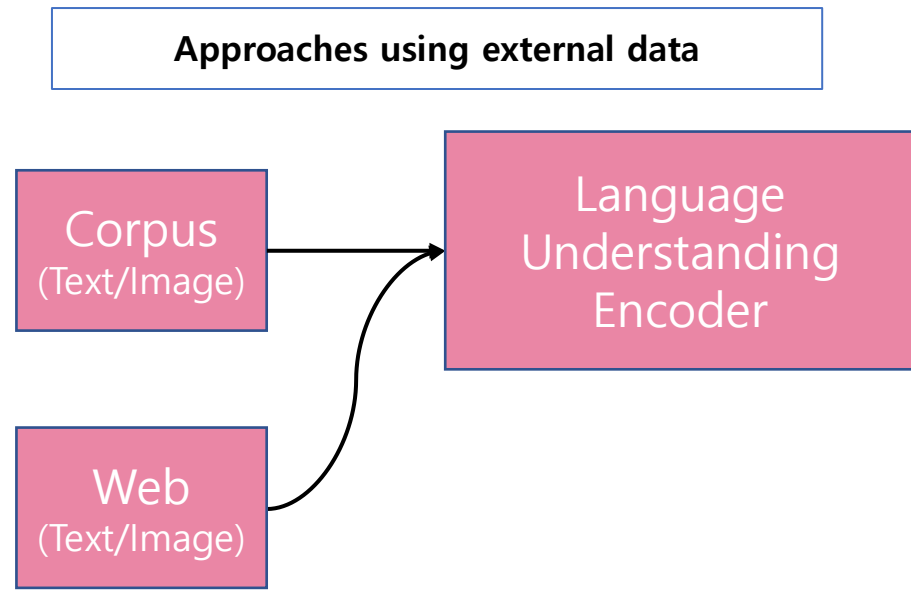 Approaches using external data
Corpus
(Text/Image)
Language
Understanding
Encoder
Web
(Text/Image)